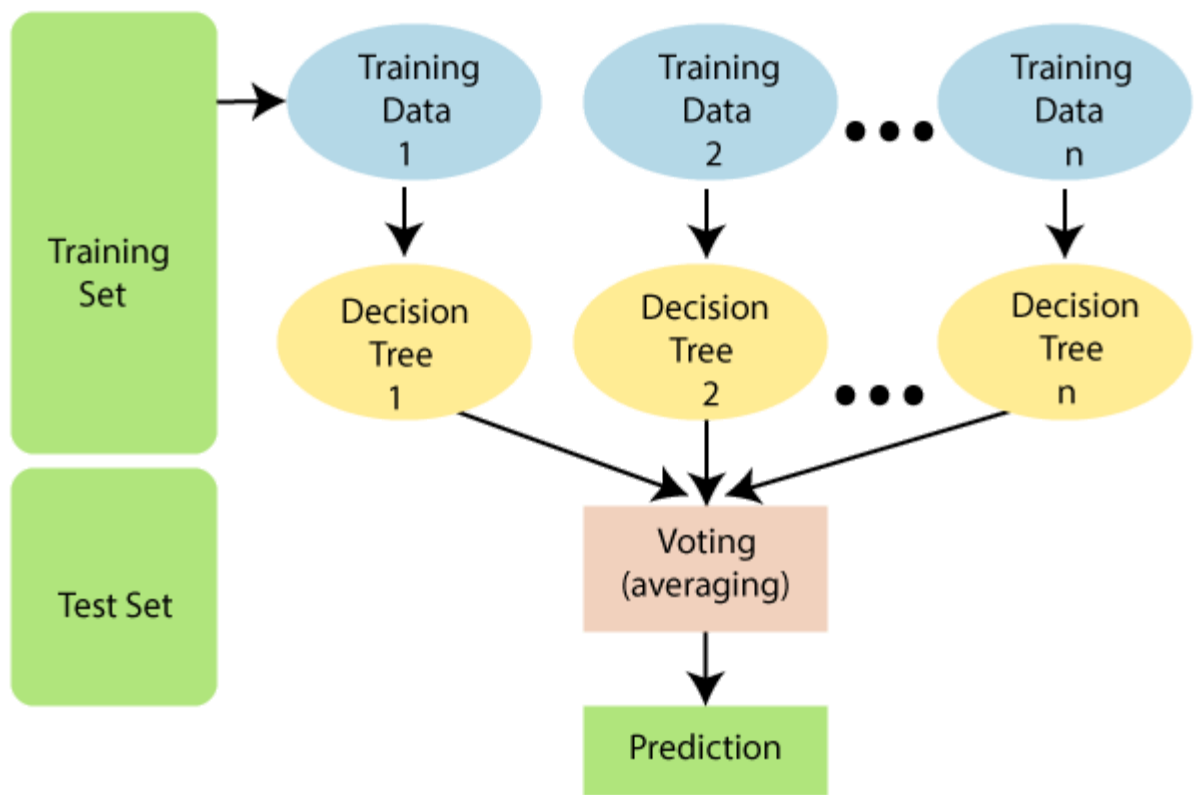 Training
Data
1
Training
Data
2
Training
Data
n
Training
Set
Decision
Tree
1
Decision
Tree
2
Decision
Tree
n
Test Set
Voting
(averaging)
Prediction